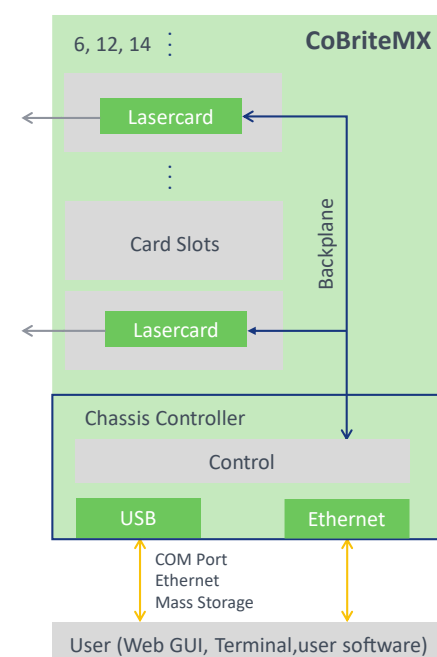 6, 12, 14
CoBriteMX
Lasercard
Card Slots
Backplane
Lasercard
Chassis Controller
Control
USB
Ethernet
COM Port
Ethernet
Mass Storage
User (Web GUI, Terminal,user software)